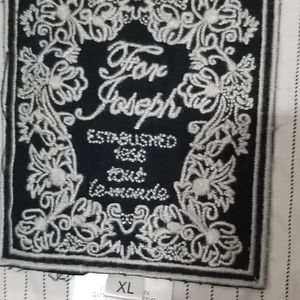 For
Joseph
ESTABLISHED
1936
tout
le monde
XL